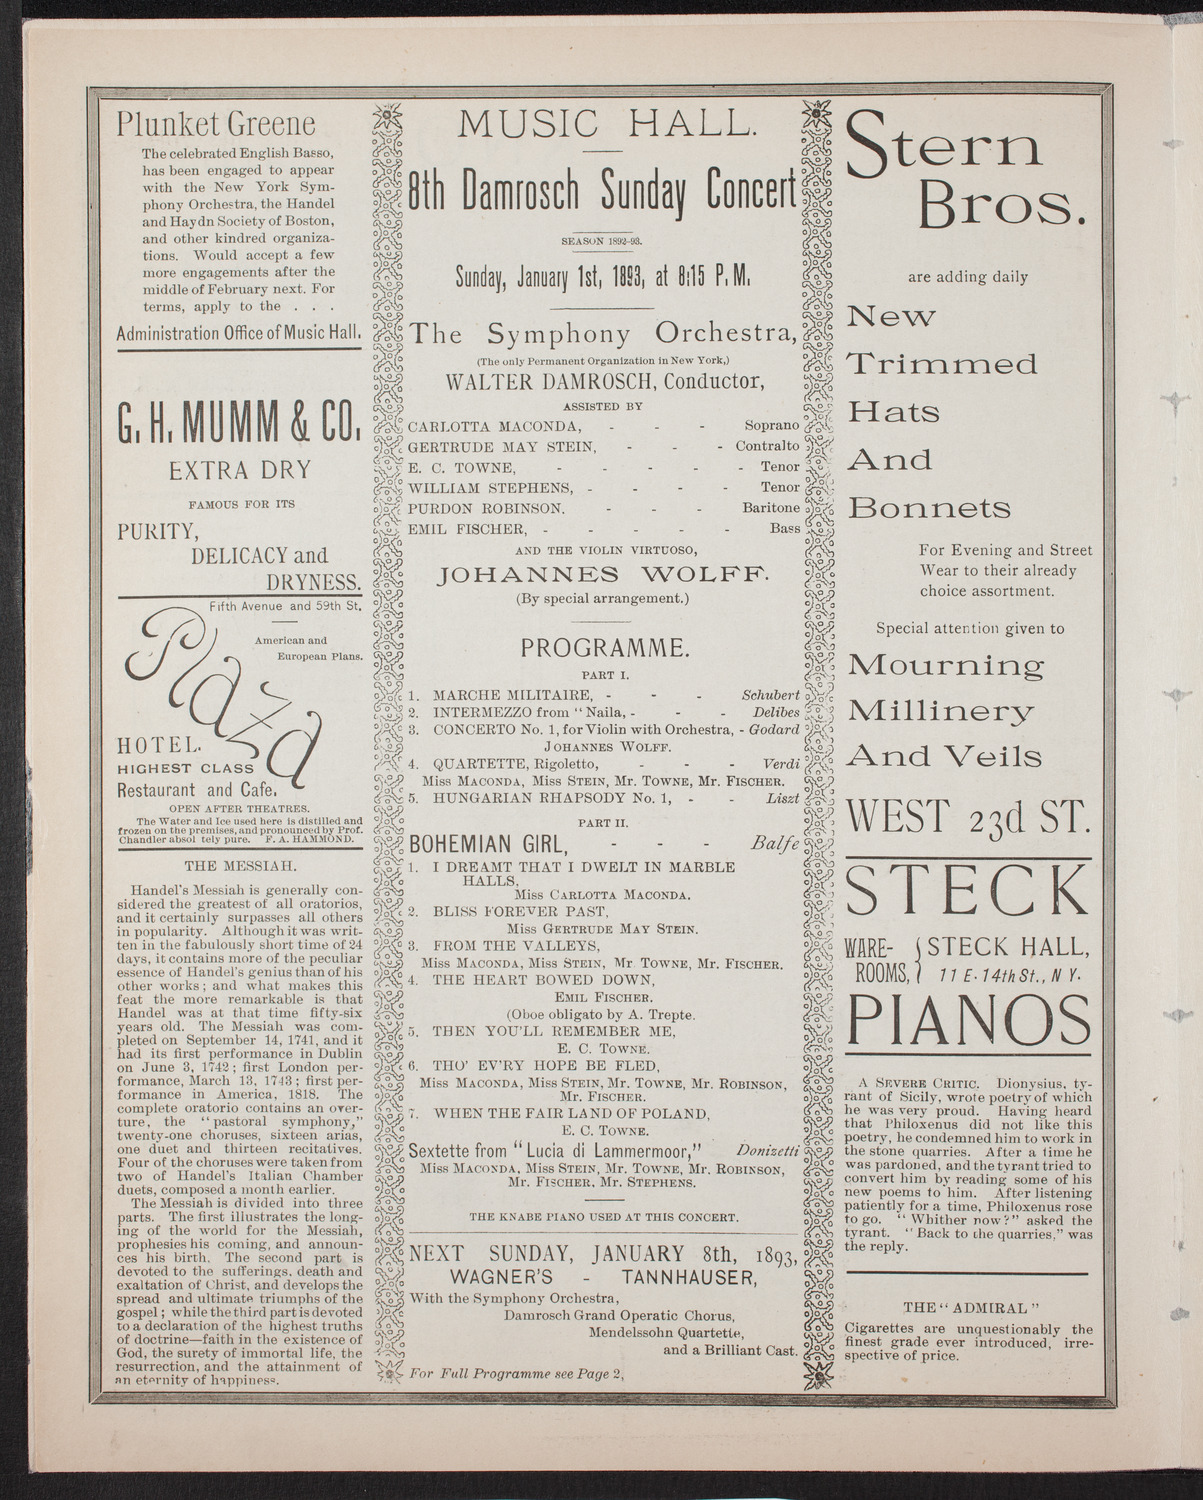 Plunket Greene
The celebrated English Basso,
has been engaged to appear
with the New York Sym-
phony Orchestra, the Handel
and Haydn Society of Boston,
and other kindred organiza-
tions. Would accept a few
more engagements after the
middle of February next. For
terms, apply to the . . .
Administration Office of Music Hall.
G. H. MUMM & CO.
EXTRA DRY
FAMOUS FOR ITS
PURITY,
DELICACY and
DRYNESS.
Fifth Avenue and 59th St.
American and
European Plans.
Plaza
HOTEL.
HIGHEST CLASS
Restaurant and Cafe.
OPEN AFTER THEATRES.
The Water and Ice used here is distilled and
frozen on the premises, and pronounced by Prof.
Chandler absol tely pure. F. A. HAMMOND.
THE MESSIAH.
Handel's Messiah is generally con-
sidered the greatest of all oratorios,
and it certainly surpasses all others
in popularity. Although it was writ-
ten in the fabulously short time of 24
days, it contains more of the peculiar
essence of Handel's genius than of his
other works; and what makes this
feat the more remarkable is that
Handel was at that time fifty-six
years old. The Messiah was com-
pleted on September 14, 1741, and it
had its first performance in Dublin
on June 3, 1742; first London per-
formance, March 13, 1743; first per-
formance in America, 1818. The
complete oratorio contains an over-
ture, the "pastoral symphony,"
twenty-one choruses, sixteen arias,
one duet and thirteen recitatives.
Four of the choruses were taken from
two of Handel's Italian Chamber
duets, composed a month earlier.
The Messiah is divided into three
parts. The first illustrates the long-
ing of the world for the Messiah,
prophesies his coming, and announ-
ces his birth. The second part is
devoted to the sufferings, death and
exaltation of Christ, and develops the
spread and ultimate triumphs of the
gospel; while the third part is devoted
to a declaration of the highest truths
of doctrine—faith in the existence of
God, the surety of immortal life, the
resurrection, and the attainment of
an eternity of happiness.
MUSIC HALL.
8th Damrosch Sunday Concert
SEASON 1892-93.
Sunday, January 1st, 1893, at 8:15 P. M.
The Symphony Orchestra,
(The only Permanent Organization in New York,)
WALTER DAMROSCH, Conductor,
ASSISTED BY
CARLOTTA MACONDA, - - - Soprano
GERTRUDE MAY STEIN, - - - Contralto
E. C. TOWNE, - - - - - Tenor
WILLIAM STEPHENS, - - - - Tenor
PURDON ROBINSON. - - - Baritone
EMIL FISCHER, - - - - - Bass
AND THE VIOLIN VIRTUOSO,
JOHANNES WOLFF.
(By special arrangement.)
PROGRAMME.
PART I.
1. MARCHE MILITAIRE, - - - Schubert
2. INTERMEZZO from "Naila, - - - Delibes
3. CONCERTO No. 1, for Violin with Orchestra, - Godard
JOHANNES WOLFF.
4. QUARTETTE, Rigoletto, - - - Verdi
Miss MACONDA, Miss STEIN, Mr. TOWNE, Mr. FISCHER.
5. HUNGARIAN RHAPSODY No. 1, - - Liszt
PART II.
BOHEMIAN GIRL, - - - Balfe
1. I DREAMT THAT I DWELT IN MARBLE
HALLS,
Miss CARLOTTA MACONDA.
2. BLISS FOREVER PAST,
Miss GERTRUDE MAY STEIN.
3. FROM THE VALLEYS,
Miss MACONDA, Miss STEIN, Mr. TOWNE, Mr. FISCHER.
4. THE HEART BOWED DOWN,
EMIL FISCHER.
(Oboe obligato by A. Trepte.
5. THEN YOU'LL REMEMBER ME,
E. C. TOWNE.
6. THO' EV'RY HOPE BE FLED,
Miss MACONDA, Miss STEIN, Mr. TOWNE, Mr. ROBINSON,
Mr. FISCHER.
7. WHEN THE FAIR LAND OF POLAND,
E. C. TOWNE.
Sextette from "Lucia di Lammermoor," Donizetti
Miss MACONDA, Miss STEIN, Mr. TOWNE, Mr. ROBINSON,
Mr. FISCHER, Mr. STEPHENS.
THE KNABE PIANO USED AT THIS CONCERT.
NEXT SUNDAY, JANUARY 8th, 1893,
WAGNER'S - TANNHAUSER,
With the Symphony Orchestra,
Damrosch Grand Operatic Chorus,
Mendelssohn Quartette,
and a Brilliant Cast.
For Full Programme see Page 2,
Stern
Bros.
are adding daily
New
Trimmed
Hats
And
Bonnets
For Evening and Street
Wear to their already
choice assortment.
Special attention given to
Mourning
Millinery
And Veils
WEST 23d ST.
STECK
WARE-
ROOMS,
STECK HALL,
11 E. 14th St., N Y.
PIANOS
A SEVERE CRITIC. Dionysius, ty-
rant of Sicily, wrote poetry of which
he was very proud. Having heard
that Philoxenus did not like this
poetry, he condemned him to work in
the stone quarries. After a time he
was pardoned, and the tyrant tried to
convert him by reading some of his
new poems to him. After listening
patiently for a time, Philoxenus rose
to go. "Whither now?" asked the
tyrant. "Back to the quarries," was
the reply.
THE "ADMIRAL"
Cigarettes are unquestionably the
finest grade ever introduced, irre-
spective of price.